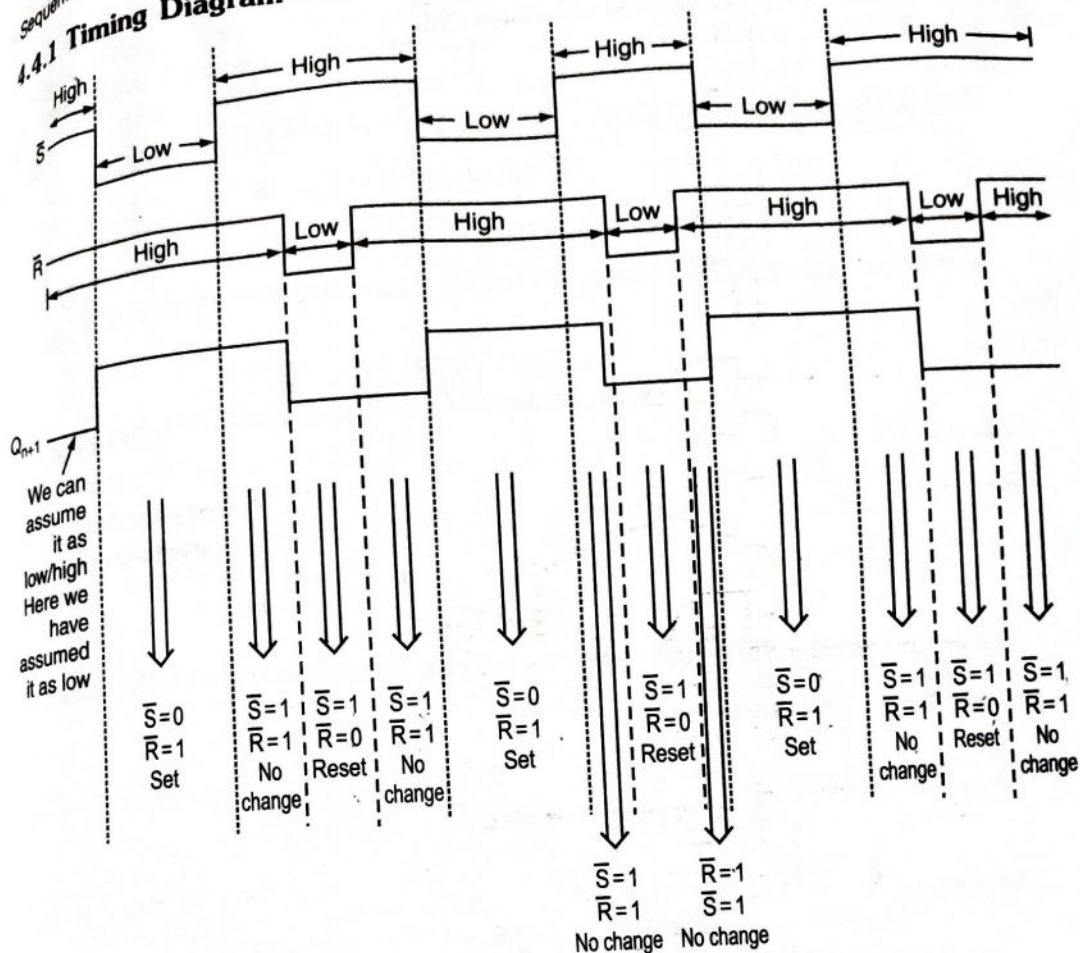 Sequen
4.4.1 Timing Diagram
High
High
High
High
S̅
Low
Low
Low
R̅
High
Low
High
Low
High
Low
High
Qn+1
We can
assume
it as
low/high
Here we
have
assumed
it as low
S̅=0
R̅=1
Set
S̅=1
R̅=1
No
change
S̅=1
R̅=0
Reset
S̅=1
R̅=1
No
change
S̅=0
R̅=1
Set
S̅=1
R̅=1
No change
S̅=1
R̅=0
Reset
R̅=1
S̅=1
No change
S̅=0
R̅=1
Set
S̅=1
R̅=1
No
change
S̅=1
R̅=0
Reset
S̅=1
R̅=1
No
change